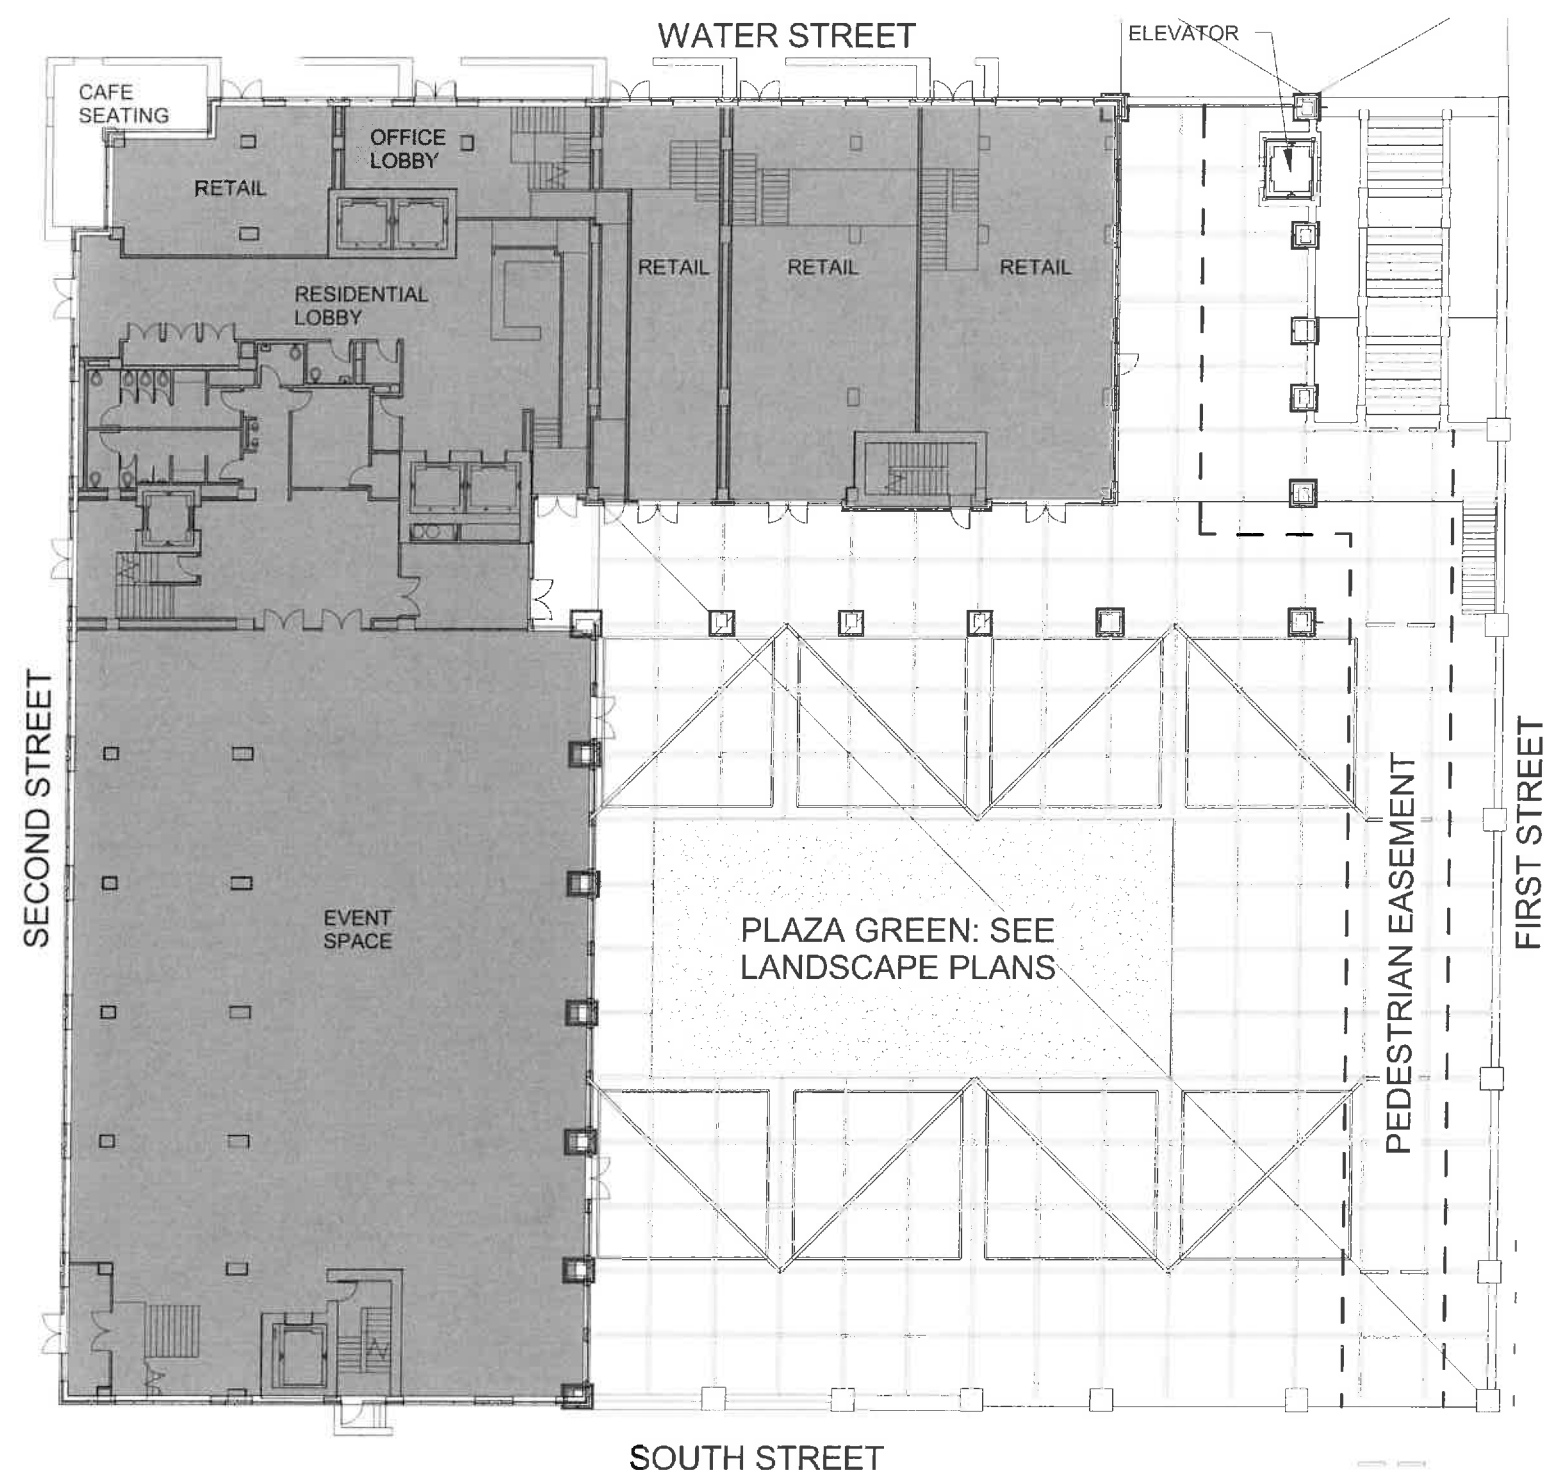 WATER STREET
ELEVATOR
CAFE
SEATING
OFFICE
LOBBY
RETAIL
RETAIL
RETAIL
RETAIL
RESIDENTIAL
LOBBY
SECOND STREET
EVENT
SPACE
PLAZA GREEN: SEE
LANDSCAPE PLANS
PEDESTRIAN EASEMENT
FIRST STREET
SOUTH STREET